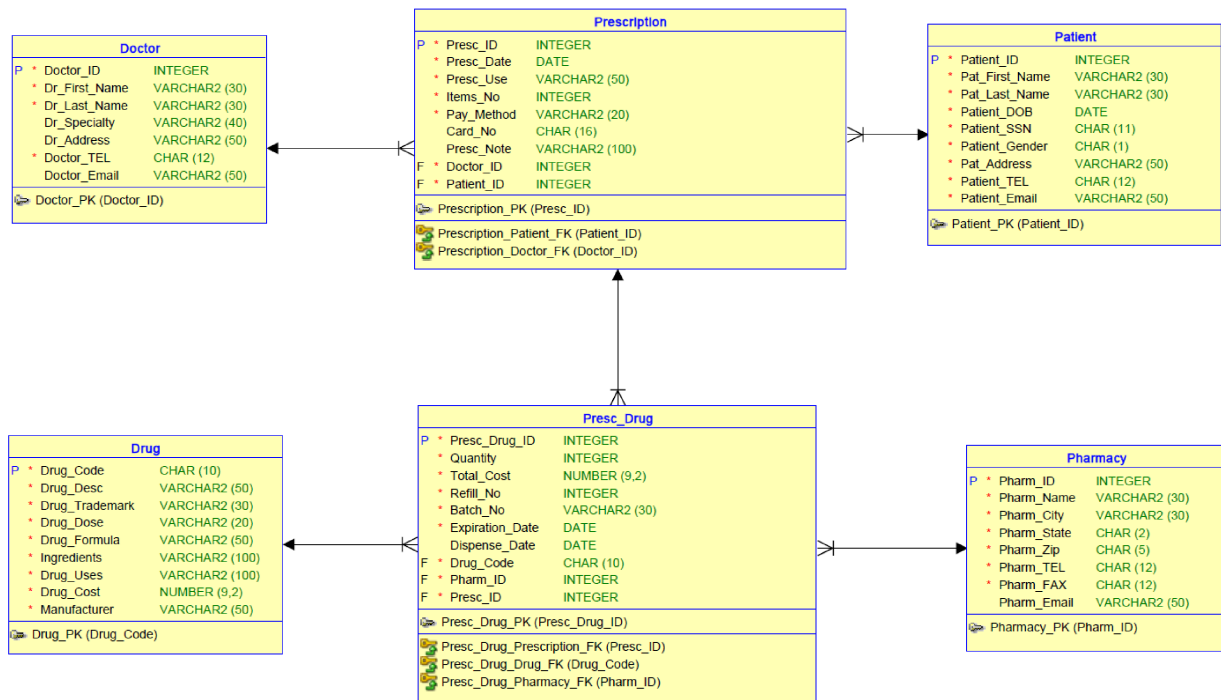 Doctor
P * Doctor_ID INTEGER
* Dr_First_Name VARCHAR2 (30)
* Dr_Last_Name VARCHAR2 (30)
Dr_Specialty VARCHAR2 (40)
Dr_Address VARCHAR2 (50)
* Doctor_TEL CHAR (12)
Doctor_Email VARCHAR2 (50)
Doctor_PK (Doctor_ID)
Prescription
P * Presc_ID INTEGER
* Presc_Date DATE
* Presc_Use VARCHAR2 (50)
* Items_No INTEGER
* Pay_Method VARCHAR2 (20)
Card_No CHAR (16)
Presc_Note VARCHAR2 (100)
F * Doctor_ID INTEGER
F * Patient_ID INTEGER
Prescription_PK (Presc_ID)
Prescription_Patient_FK (Patient_ID)
Prescription_Doctor_FK (Doctor_ID)
Patient
P * Patient_ID INTEGER
* Pat_First_Name VARCHAR2 (30)
* Pat_Last_Name VARCHAR2 (30)
* Patient_DOB DATE
* Patient_SSN CHAR (11)
* Patient_Gender CHAR (1)
* Pat_Address VARCHAR2 (50)
* Patient_TEL CHAR (12)
* Patient_Email VARCHAR2 (50)
Patient_PK (Patient_ID)
Drug
P * Drug_Code CHAR (10)
* Drug_Desc VARCHAR2 (50)
* Drug_Trademark VARCHAR2 (30)
* Drug_Dose VARCHAR2 (20)
* Drug_Formula VARCHAR2 (50)
* Ingredients VARCHAR2 (100)
* Drug_Uses VARCHAR2 (100)
* Drug_Cost NUMBER (9,2)
* Manufacturer VARCHAR2 (50)
Drug_PK (Drug_Code)
Presc_Drug
P * Presc_Drug_ID INTEGER
* Quantity INTEGER
* Total_Cost NUMBER (9,2)
* Refill_No INTEGER
* Batch_No VARCHAR2 (30)
* Expiration_Date DATE
Dispense_Date DATE
F * Drug_Code CHAR (10)
F * Pharm_ID INTEGER
F * Presc_ID INTEGER
Presc_Drug_PK (Presc_Drug_ID)
Presc_Drug_Prescription_FK (Presc_ID)
Presc_Drug_Drug_FK (Drug_Code)
Presc_Drug_Pharmacy_FK (Pharm_ID)
Pharmacy
P * Pharm_ID INTEGER
* Pharm_Name VARCHAR2 (30)
* Pharm_City VARCHAR2 (30)
* Pharm_State CHAR (2)
* Pharm_Zip CHAR (5)
* Pharm_TEL CHAR (12)
* Pharm_FAX CHAR (12)
Pharm_Email VARCHAR2 (50)
Pharmacy_PK (Pharm_ID)